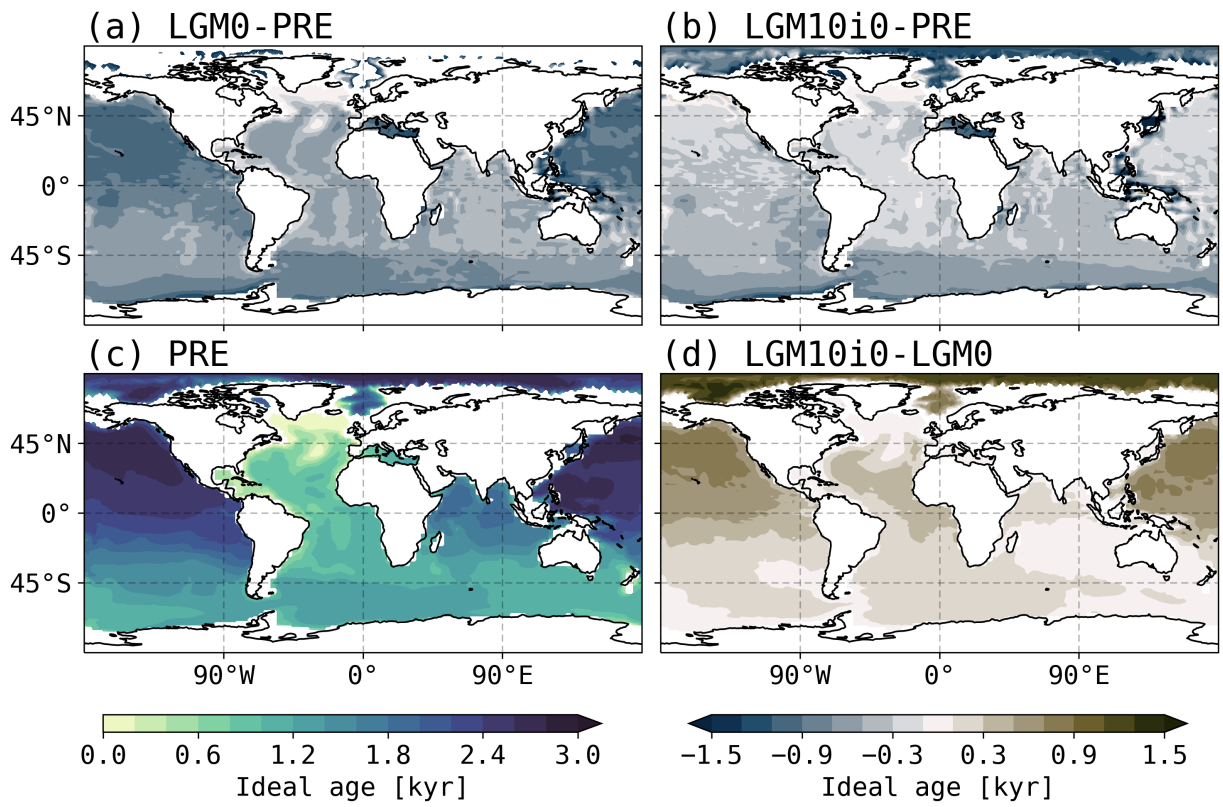 (a) LGM0-PRE
(b) LGM10i0-PRE
45°N
0°
45°S
(c) PRE
(d) LGM10i0-LGM0
45°N
0°
45°S
90°W 0° 90°E
90°W 0° 90°E
0.0 0.6 1.2 1.8 2.4 3.0
Ideal age [kyr]
−1.5 −0.9 −0.3 0.3 0.9 1.5
Ideal age [kyr]